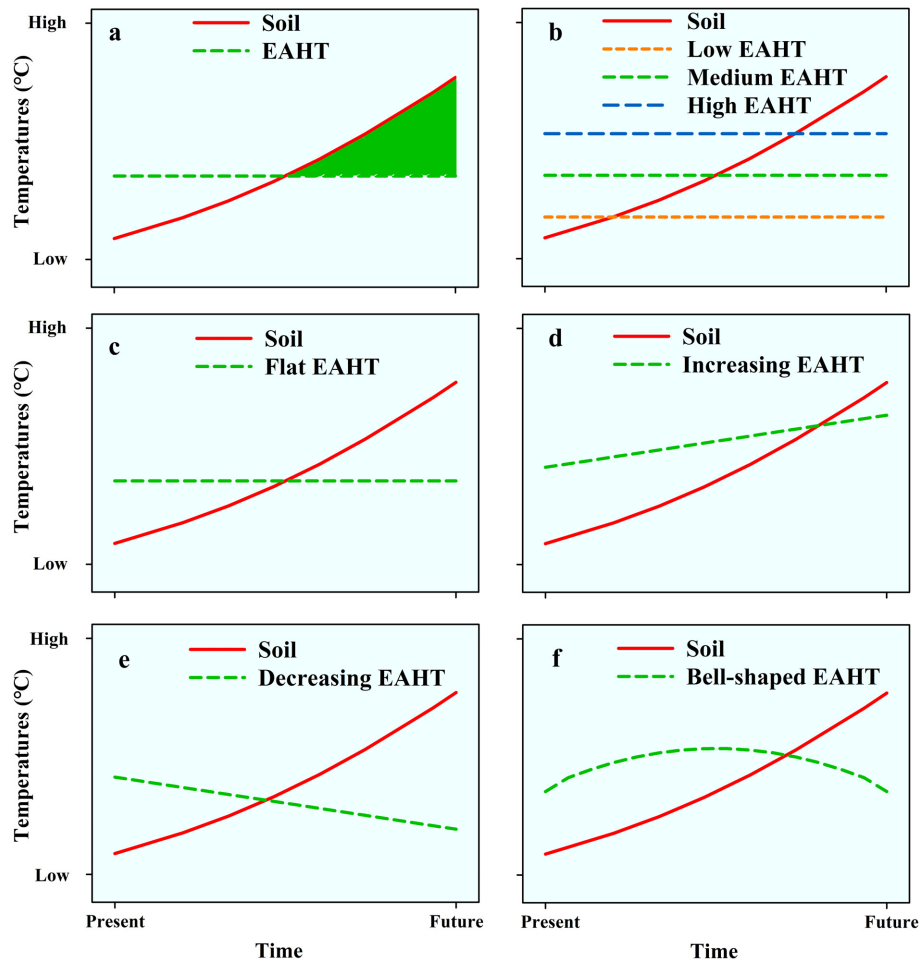 High
a
Soil
EAHT
Temperatures (℃)
Low
b
Soil
Low EAHT
Medium EAHT
High EAHT
High
c
Soil
Flat EAHT
Temperatures (℃)
Low
d
Soil
Increasing EAHT
High
e
Soil
Decreasing EAHT
Temperatures (℃)
Low
Present
Future
Time
f
Soil
Bell-shaped EAHT
Present
Future
Time